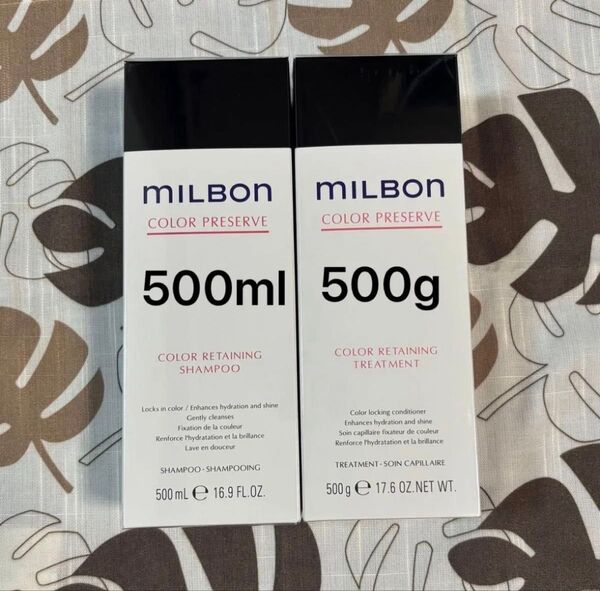 milbon
COLOR PRESERVE
500ml
COLOR RETAINING
SHAMPOO
Locks in color / Enhances hydration and shine
Gently cleanses
Fixation de la couleur
Renforce l'hydratation et la brillance
Lave en douceur
SHAMPOO · SHAMPOOING
500 mL ℮ 16.9 FL.OZ.
milbon
COLOR PRESERVE
500g
COLOR RETAINING
TREATMENT
Color locking conditioner
Enhances hydration and shine
Soin capillaire fixateur de couleur
Renforce l'hydratation et la brillance
TREATMENT · SOIN CAPILLAIRE
500 g ℮ 17.6 OZ.NET WT.